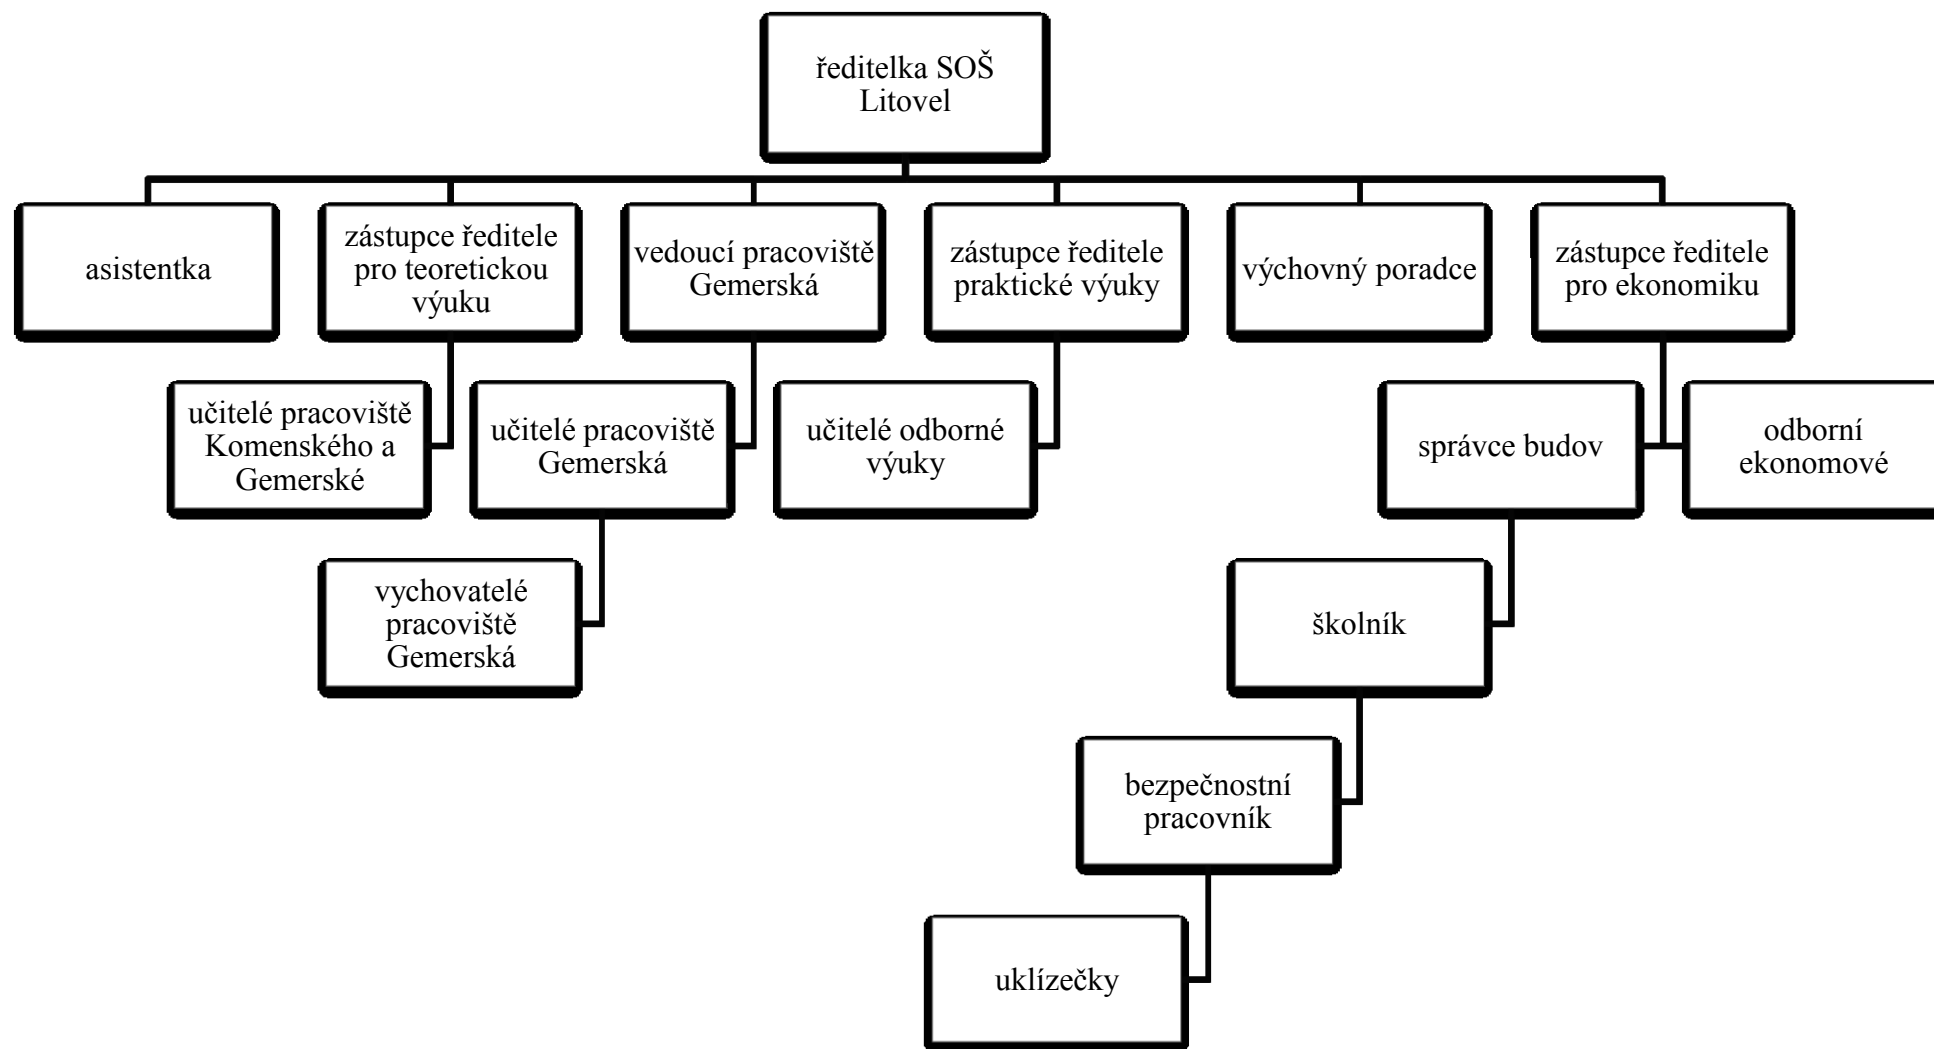 ředitelka SOŠ
Litovel
asistentka
zástupce ředitele
pro teoretickou
výuku
vedoucí pracoviště
Gemerská
zástupce ředitele
praktické výuky
výchovný poradce
zástupce ředitele
pro ekonomiku
učitelé pracoviště
Komenského a
Gemerské
učitelé pracoviště
Gemerská
učitelé odborné
výuky
správce budov
odborní
ekonomové
vychovatelé
pracoviště
Gemerská
školník
bezpečnostní
pracovník
uklízečky